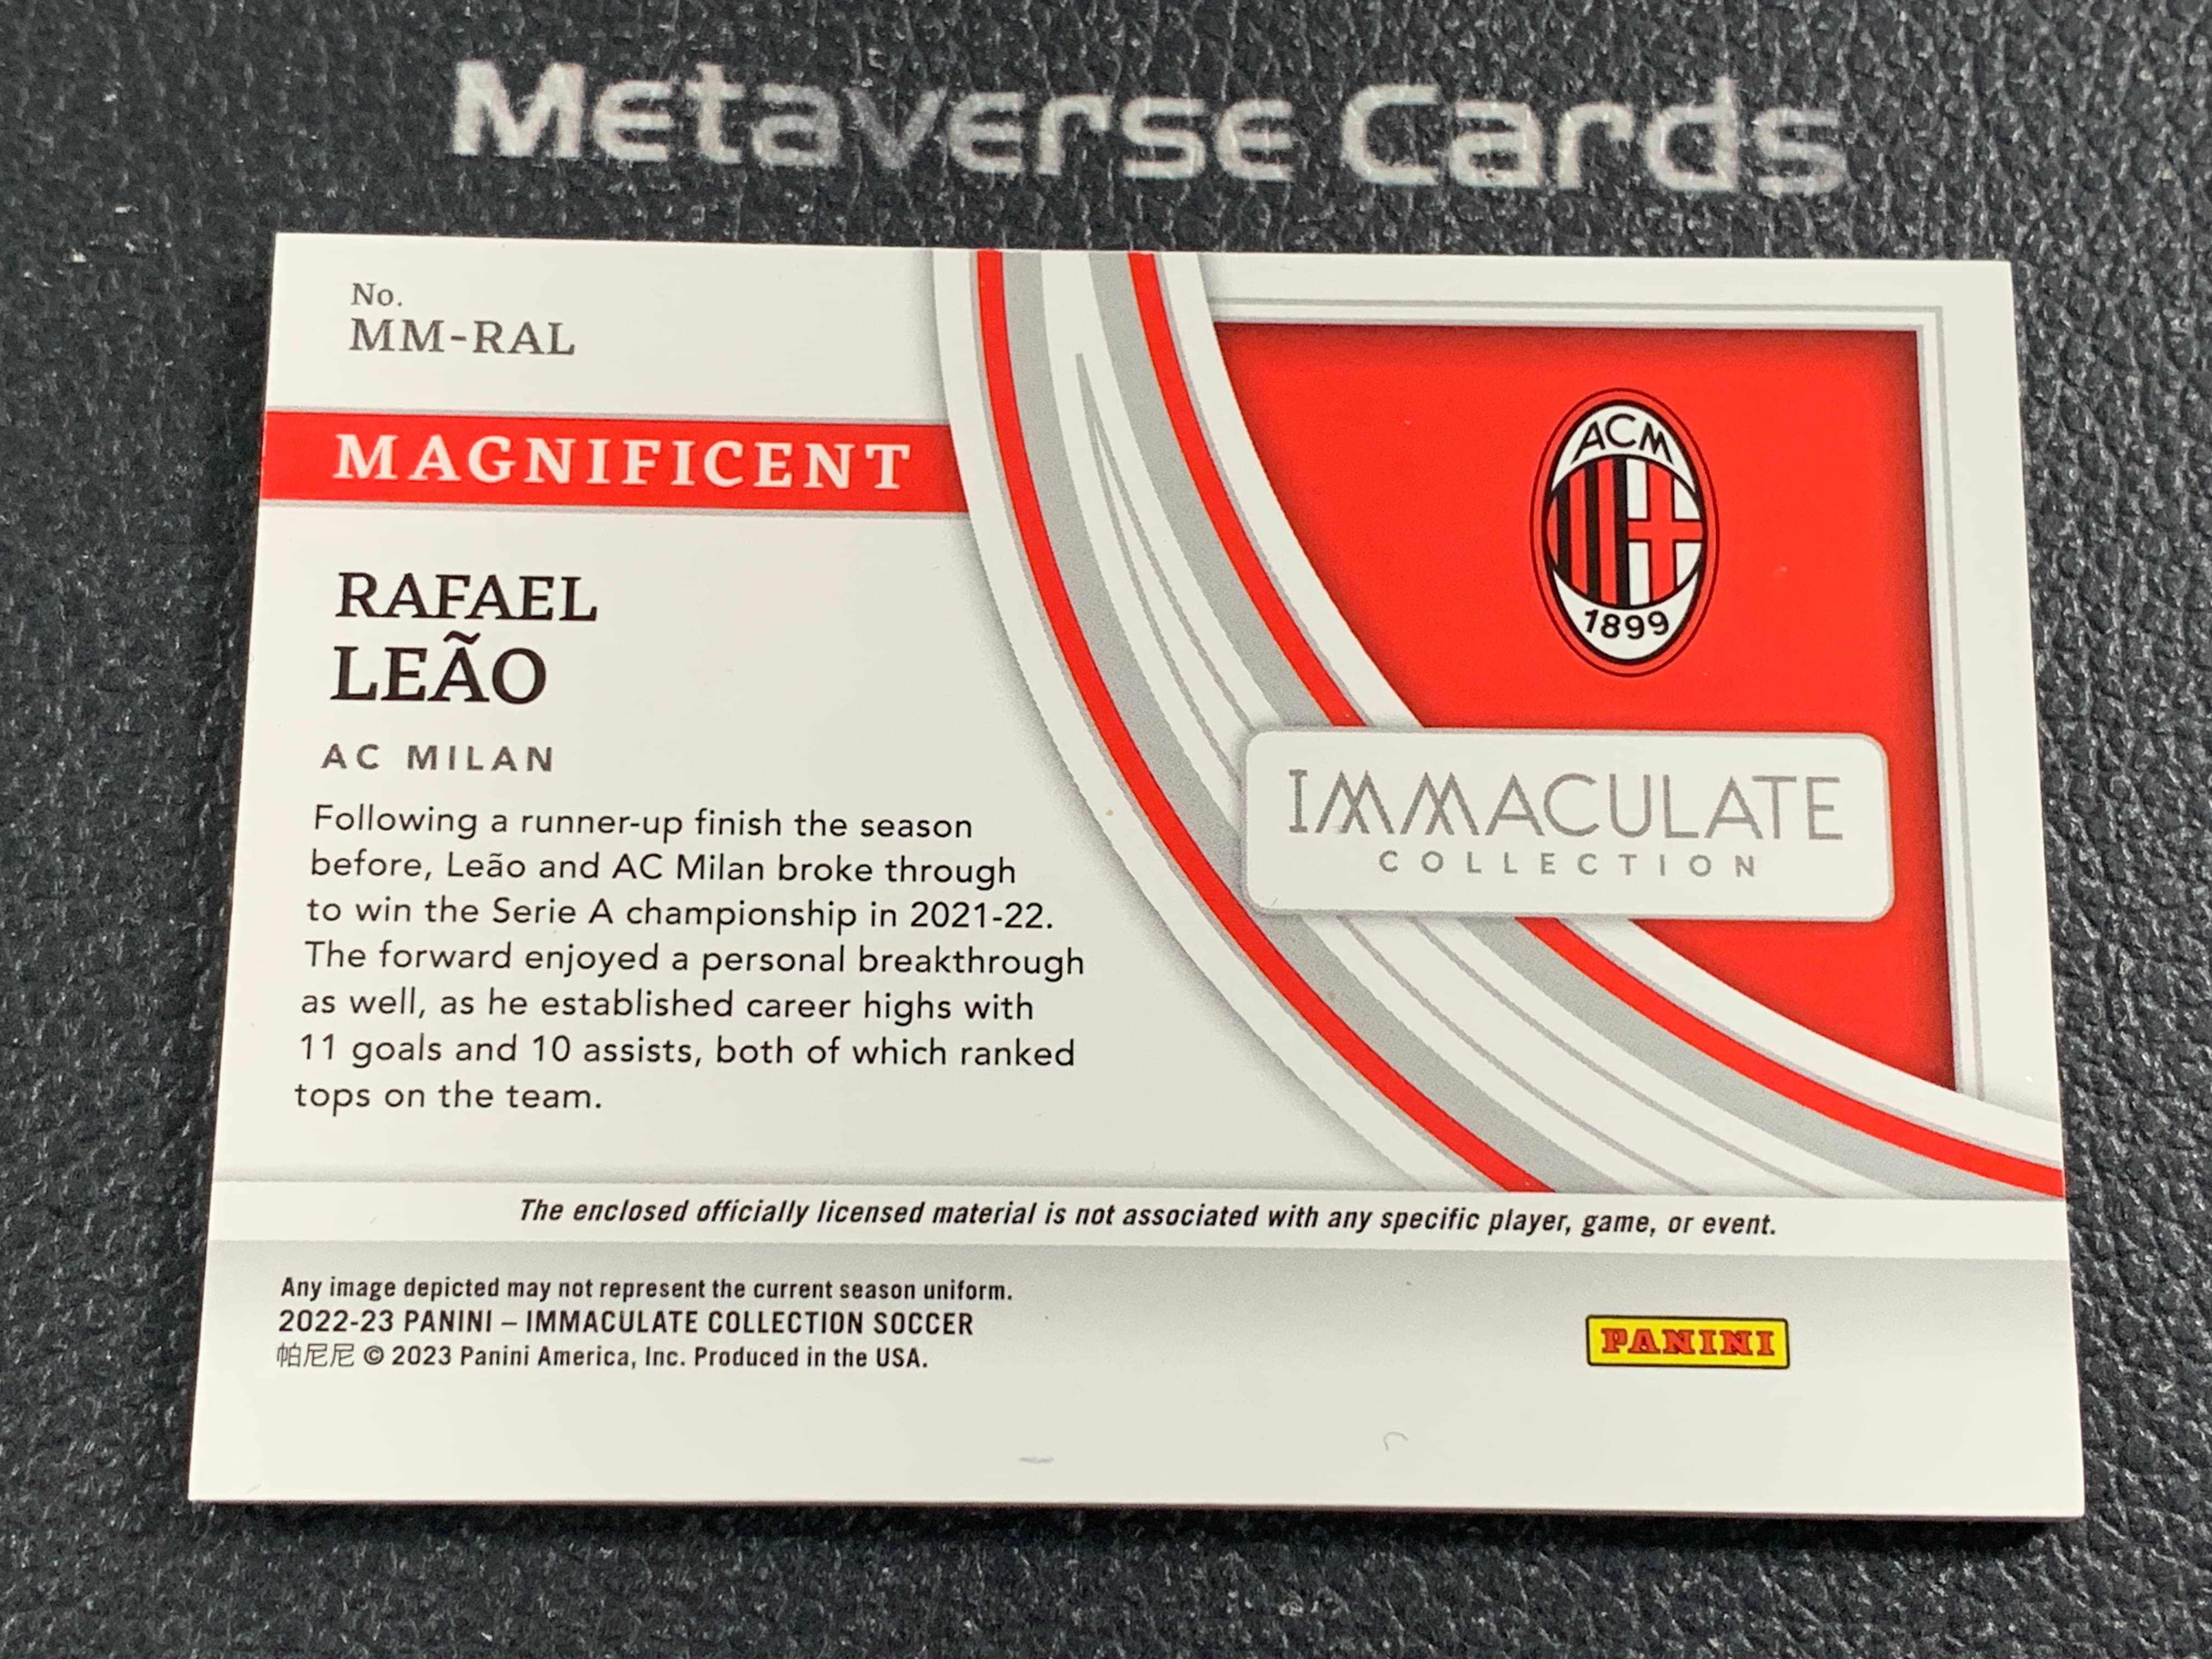 Metaverse Cards
No.
MM-RAL
MAGNIFICENT
RAFAEL
LEÃO
AC MILAN
Following a runner-up finish the season
before, Leão and AC Milan broke through
to win the Serie A championship in 2021-22.
The forward enjoyed a personal breakthrough
as well, as he established career highs with
11 goals and 10 assists, both of which ranked
tops on the team.
ACM
1899
IMMACULATE
COLLECTION
The enclosed officially licensed material is not associated with any specific player, game, or event.
Any image depicted may not represent the current season uniform.
2022-23 PANINI – IMMACULATE COLLECTION SOCCER
帕尼尼 © 2023 Panini America, Inc. Produced in the USA.
PANINI